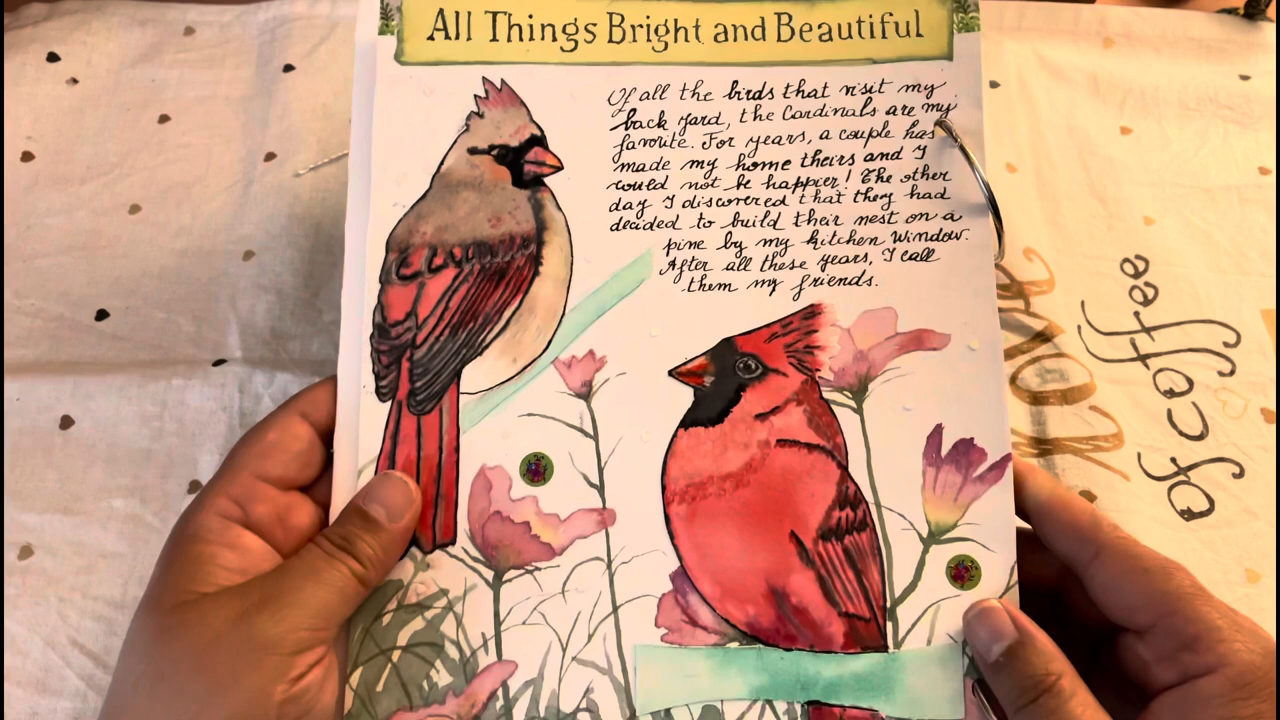 All Things Bright and Beautiful
Of all the birds that visit my
back yard, the Cardinals are my
favorite. For years, a couple has
made my home theirs and I
could not be happier! The other
day I discovered that they had
decided to build their nest on a
pine by my kitchen window.
After all these years, I call
them my friends.
of coffee